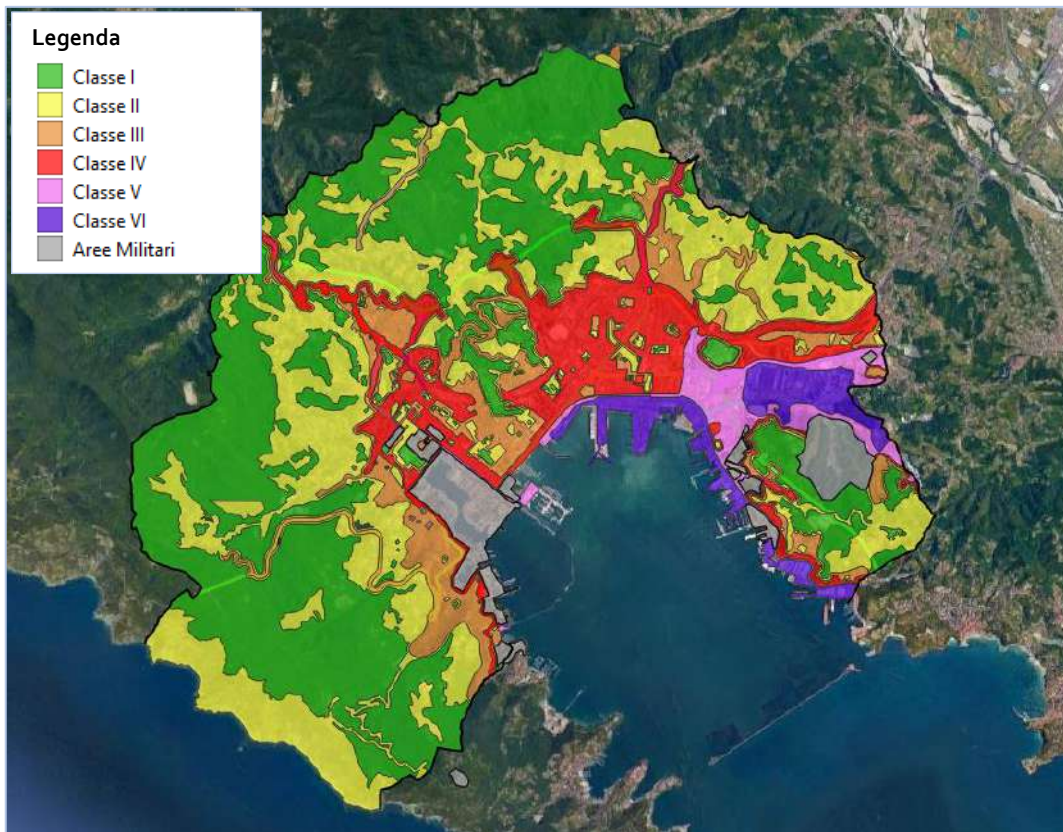 Legenda
Classe I
Classe II
Classe III
Classe IV
Classe V
Classe VI
Aree Militari